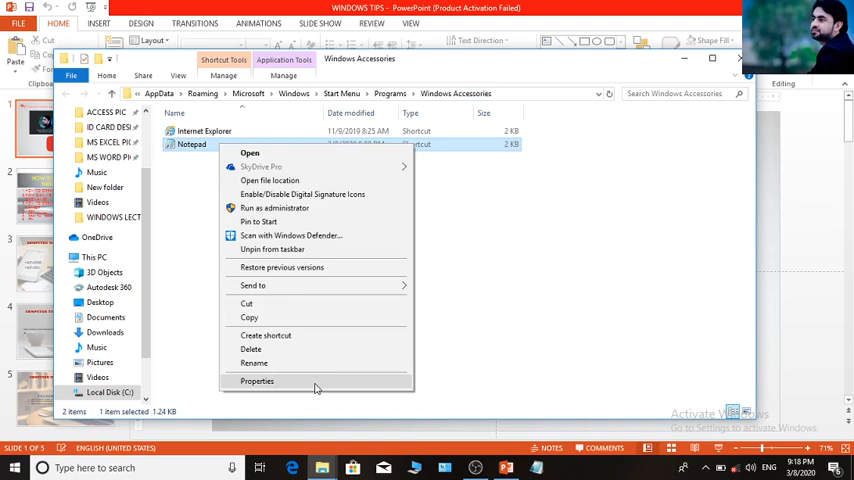 WINDOWS TIPS - PowerPoint (Product Activation Failed)
FILE HOME INSERT DESIGN TRANSITIONS ANIMATIONS SLIDE SHOW REVIEW VIEW
Cut
Layout
Text Direction
Shape Fill
Paste
Clipboard
Editing
Shortcut Tools Application Tools Windows Accessories
File Home Share View Manage Manage
AppData Roaming Microsoft Windows Start Menu Programs Windows Accessories
Search Windows Accessories
Name Date modified Type Size
Internet Explorer 11/9/2019 8:25 AM Shortcut 2 KB
Notepad Shortcut 2 KB
ACCESS PIC
ID CARD DESI
MS EXCEL PIC
MS WORD PI
Music
New folder
Videos
WINDOWS LECT
OneDrive
This PC
3D Objects
Autodesk 360
Desktop
Documents
Downloads
Music
Pictures
Videos
Local Disk (C:)
Open
SkyDrive Pro
Open file location
Enable/Disable Digital Signature Icons
Run as administrator
Pin to Start
Scan with Windows Defender...
Unpin from taskbar
Restore previous versions
Send to
Cut
Copy
Create shortcut
Delete
Rename
Properties
2 items 1 item selected 1.24 KB
1
2
3
4
5
Activate Windows
Go to Settings to activate Windows.
SLIDE 1 OF 5 ENGLISH (UNITED STATES) NOTES COMMENTS 71%
Type here to search
ENG
9:18 PM
3/8/2020